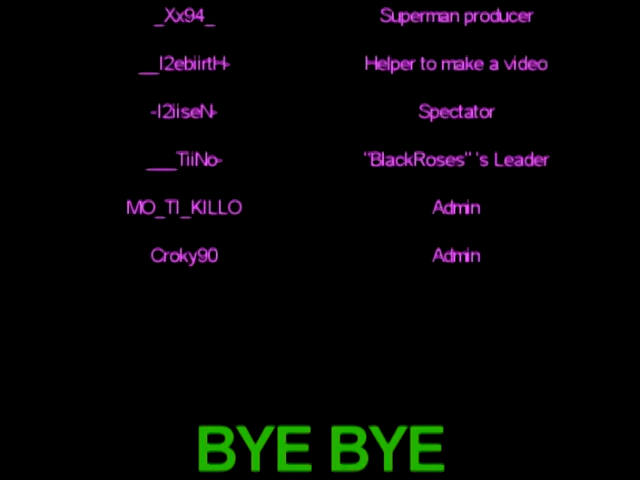 _Xx94_ Superman producer
__I2ebiirtH- Helper to make a video
-I2iiseN- Spectator
___TiiNo- "BlackRoses" 's Leader
MO_TI_KILLO Admin
Croky90 Admin
BYE BYE